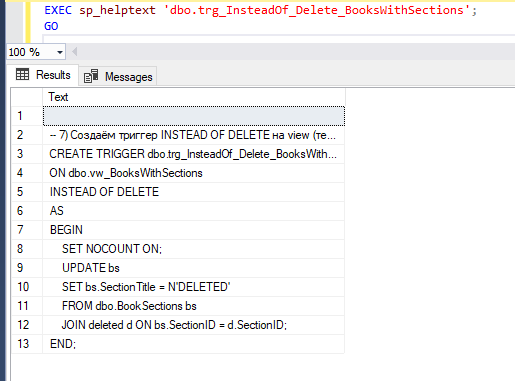 EXEC sp_helptext 'dbo.trg_InsteadOf_Delete_BooksWithSections';
GO
100 %
Results Messages
Text
1
2 -- 7) Создаём триггер INSTEAD OF DELETE на view (те...
3 CREATE TRIGGER dbo.trg_InsteadOf_Delete_BooksWith...
4 ON dbo.vw_BooksWithSections
5 INSTEAD OF DELETE
6 AS
7 BEGIN
8 SET NOCOUNT ON;
9 UPDATE bs
10 SET bs.SectionTitle = N'DELETED'
11 FROM dbo.BookSections bs
12 JOIN deleted d ON bs.SectionID = d.SectionID;
13 END;